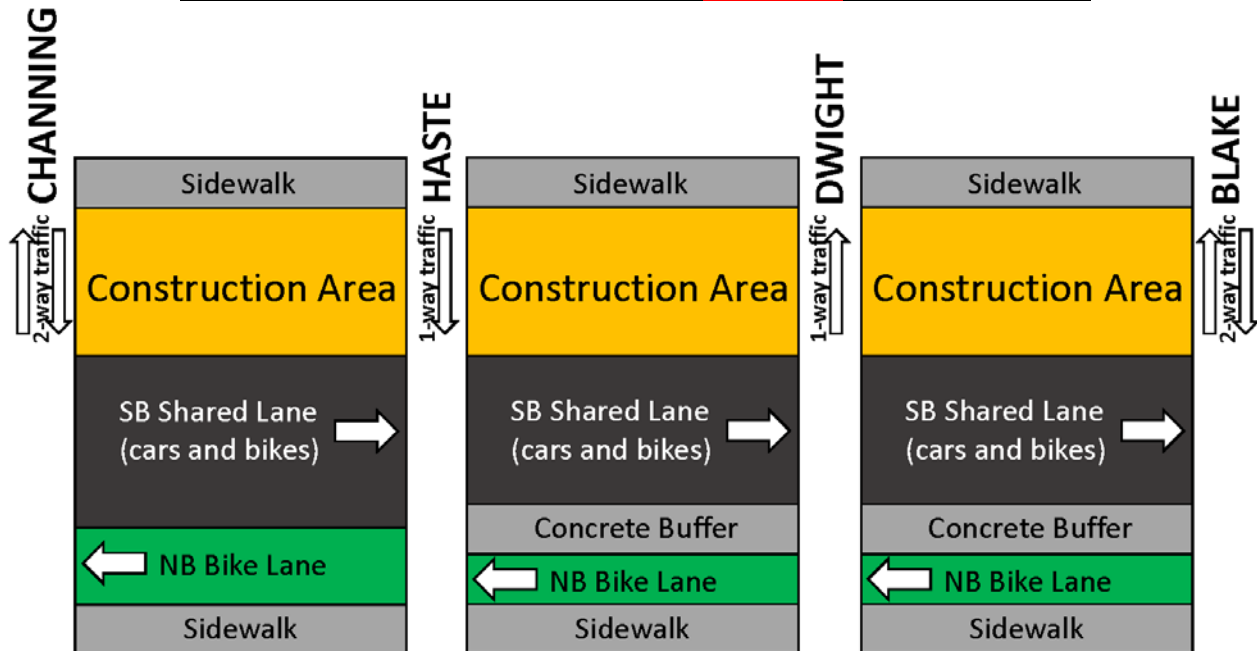 CHANNING
2-way traffic
HASTE
1-way traffic
DWIGHT
1-way traffic
BLAKE
2-way traffic
Sidewalk
Construction Area
SB Shared Lane
(cars and bikes)
NB Bike Lane
Sidewalk
Sidewalk
Construction Area
SB Shared Lane
(cars and bikes)
Concrete Buffer
NB Bike Lane
Sidewalk
Sidewalk
Construction Area
SB Shared Lane
(cars and bikes)
Concrete Buffer
NB Bike Lane
Sidewalk